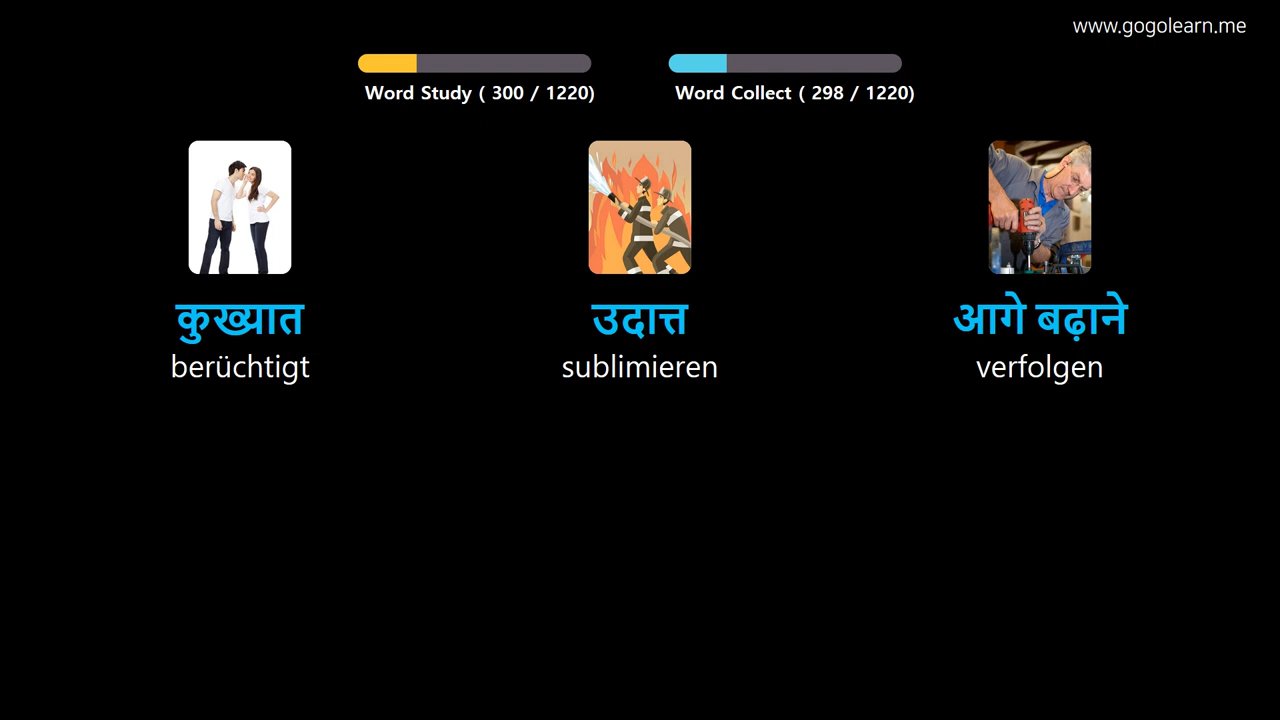 www.gogolearn.me
Word Study ( 300 / 1220)
Word Collect ( 298 / 1220)
कुख्यात
उदात्त
आगे बढ़ाने
berüchtigt
sublimieren
verfolgen